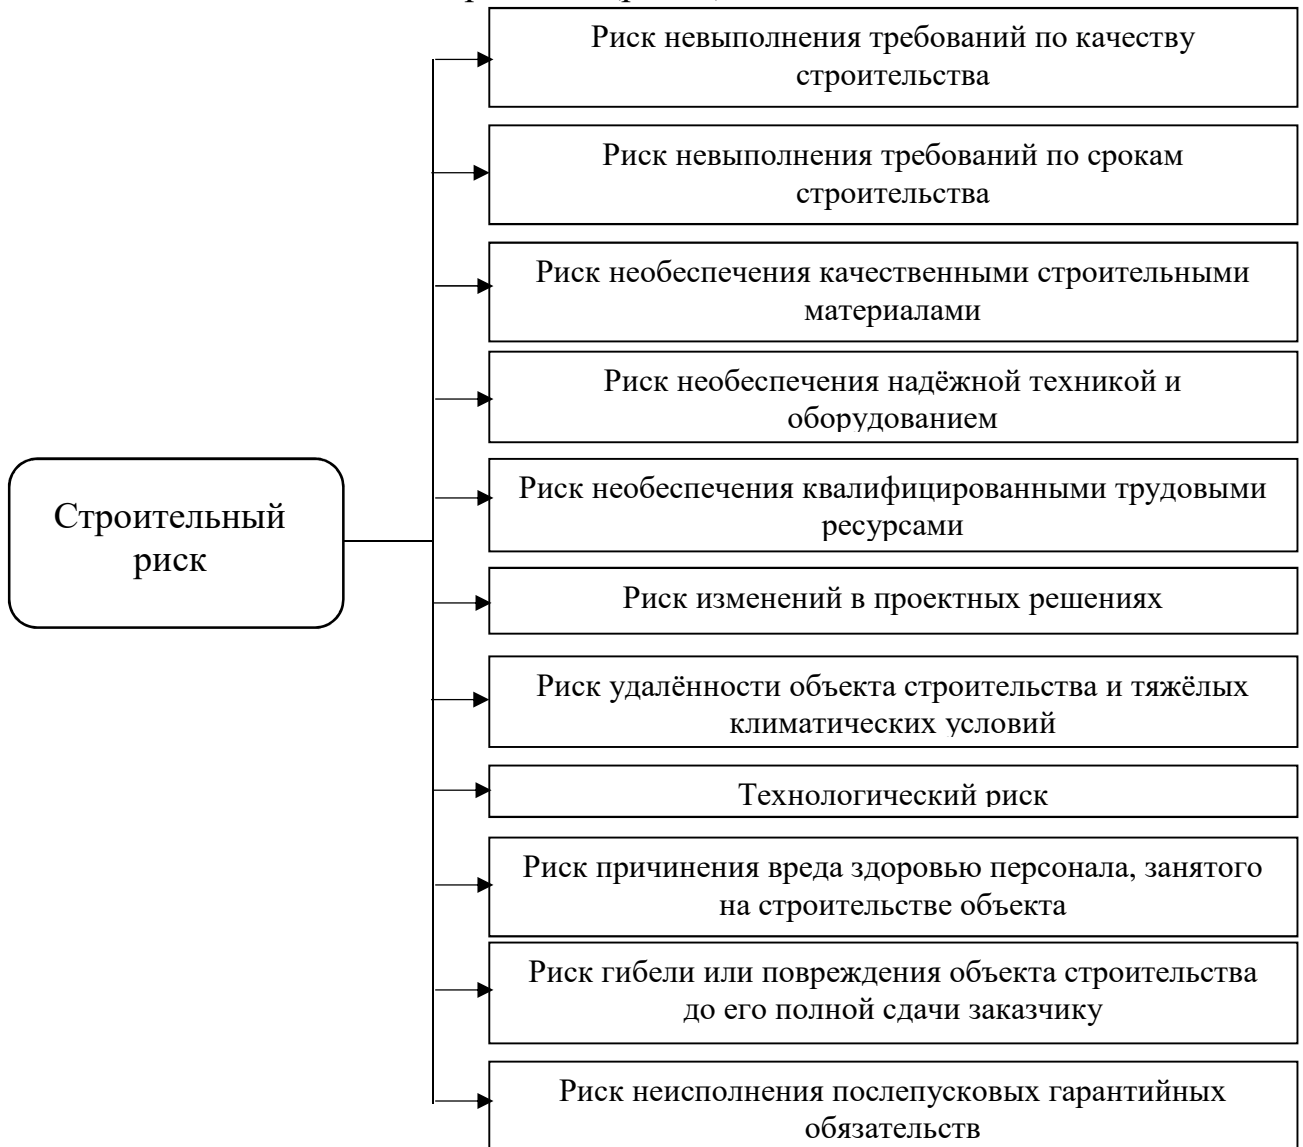 Риск невыполнения требований по качеству
строительства
Риск невыполнения требований по срокам
строительства
Риск необеспечения качественными строительными
материалами
Риск необеспечения надёжной техникой и
оборудованием
Строительный
риск
Риск необеспечения квалифицированными трудовыми
ресурсами
Риск изменений в проектных решениях
Риск удалённости объекта строительства и тяжёлых
климатических условий
Технологический риск
Риск причинения вреда здоровью персонала, занятого
на строительстве объекта
Риск гибели или повреждения объекта строительства
до его полной сдачи заказчику
Риск неисполнения послепусковых гарантийных
обязательств